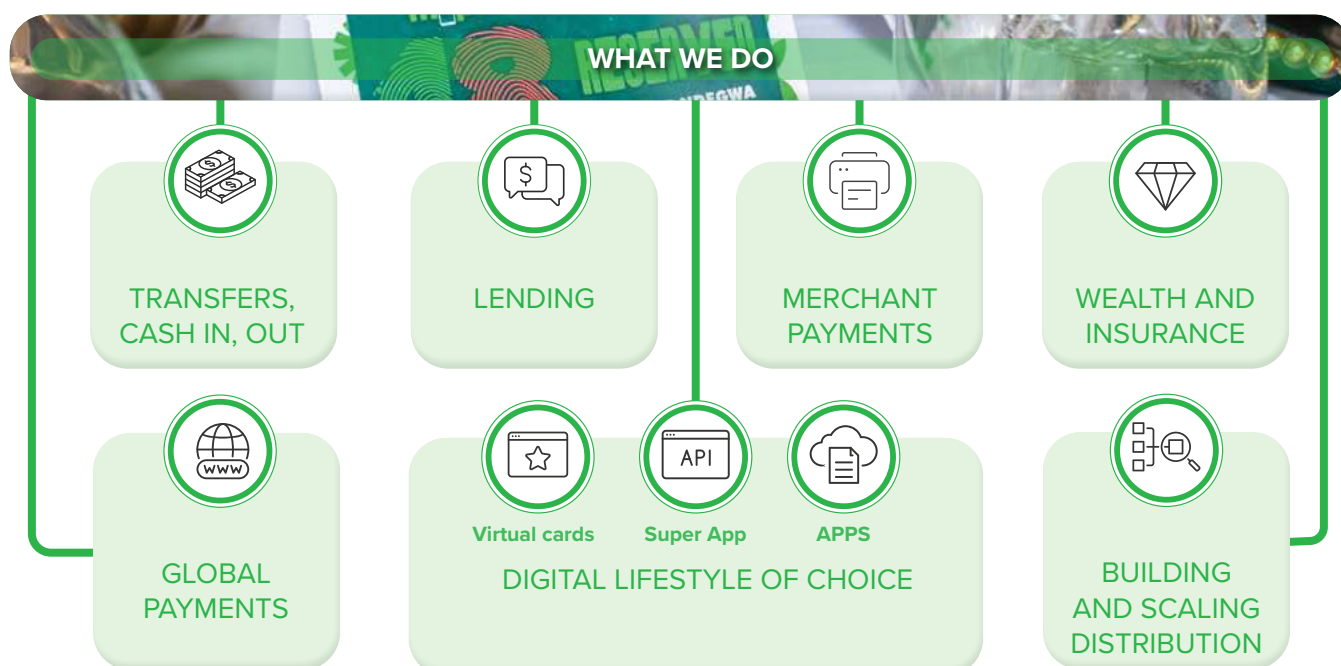 RESERVED
WHAT WE DO
$
$
$
TRANSFERS,
CASH IN, OUT
LENDING
MERCHANT
PAYMENTS
WEALTH AND
INSURANCE
WWW
API
Virtual cards
Super App
APPS
GLOBAL
PAYMENTS
DIGITAL LIFESTYLE OF CHOICE
BUILDING
AND SCALING
DISTRIBUTION